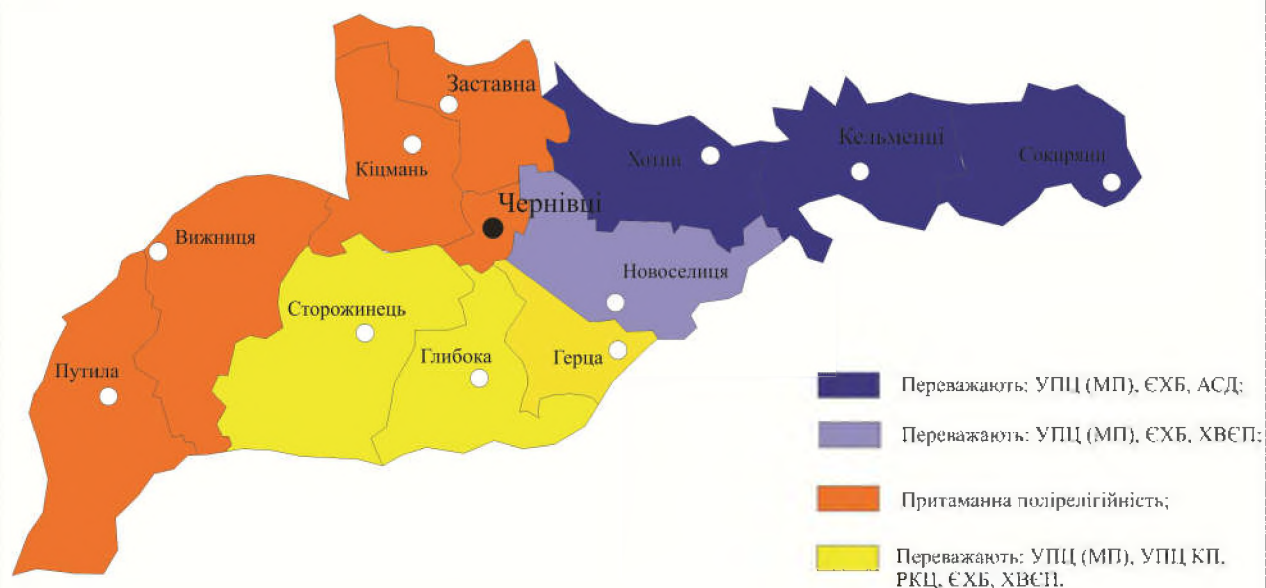 Заставна
Кіцмань
Хотин
Кельменці
Сокиряни
Чернівці
Вижниця
Новоселиця
Сторожинець
Глибока
Герца
Путила
Переважають: УПЦ (МП), ЄХБ, АСД;
Переважають: УПЦ (МП), ЄХБ, ХВЄП;
Притаманна полірелігійність;
Переважають: УПЦ (МП), УПЦ КП,
РКЦ, ЄХБ, ХВЄП.